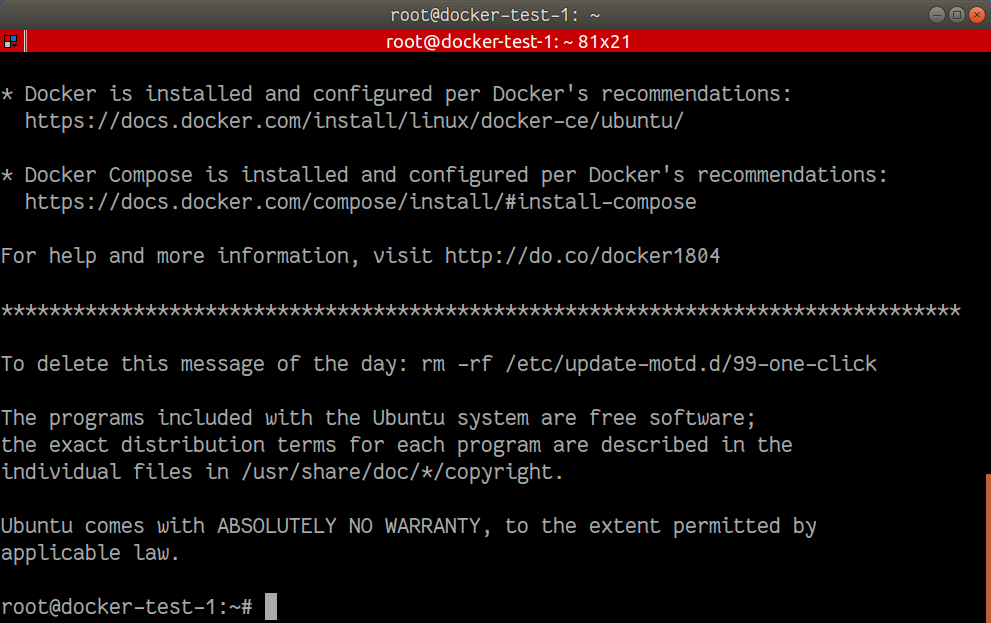 root@docker-test-1: ~
root@docker-test-1: ~ 81x21
* Docker is installed and configured per Docker's recommendations:
https://docs.docker.com/install/linux/docker-ce/ubuntu/
* Docker Compose is installed and configured per Docker's recommendations:
https://docs.docker.com/compose/install/#install-compose
For help and more information, visit http://do.co/docker1804
********************************************************************************
To delete this message of the day: rm -rf /etc/update-motd.d/99-one-click
The programs included with the Ubuntu system are free software;
the exact distribution terms for each program are described in the
individual files in /usr/share/doc/*/copyright.
Ubuntu comes with ABSOLUTELY NO WARRANTY, to the extent permitted by
applicable law.
root@docker-test-1:~#